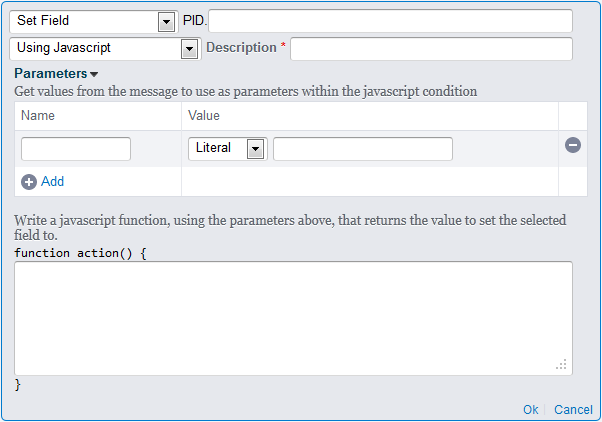 Set Field PID.
Using Javascript Description *
Parameters
Get values from the message to use as parameters within the javascript condition
Name Value
Literal
Add
Write a javascript function, using the parameters above, that returns the value to set the selected
field to.
function action() {
}
Ok Cancel